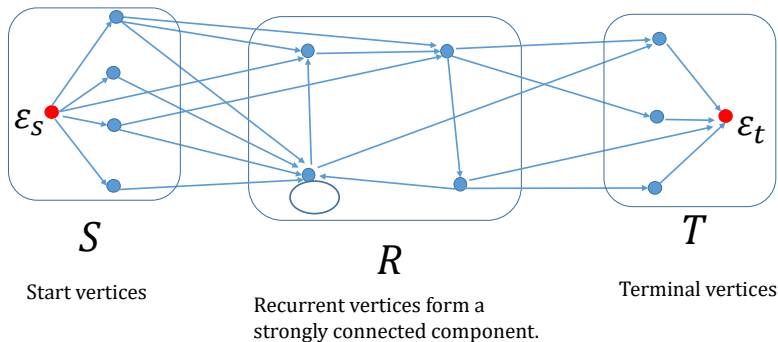 ε_s
ε_t
S
R
T
Start vertices
Recurrent vertices form a
strongly connected component.
Terminal vertices